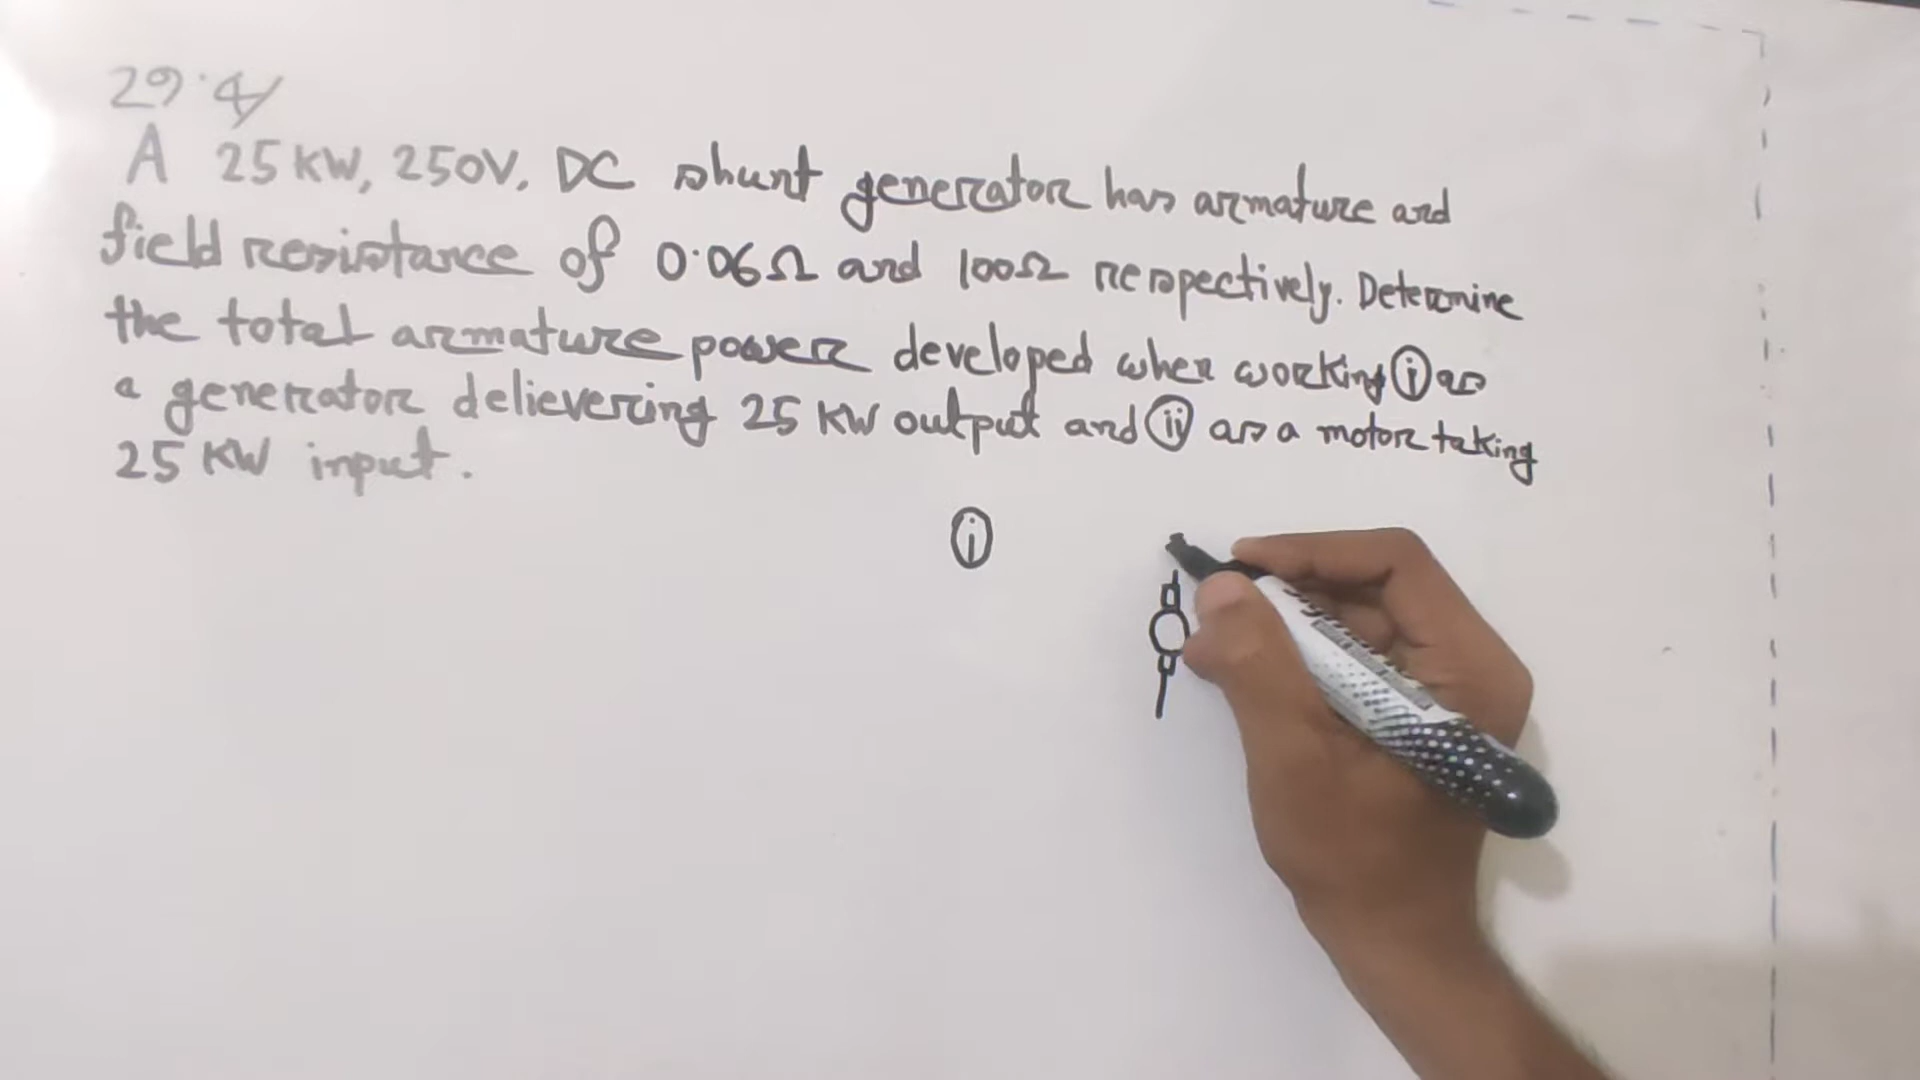 29.4/
A 25 KW, 250V, DC shunt generator has armature and
field resistance of 0.06Ω and 100Ω respectively. Determine
the total armature power developed when working ⓘ as
a generator delievering 25 KW output and ⓘⓘ as a motor taking
25 KW input.
ⓘ